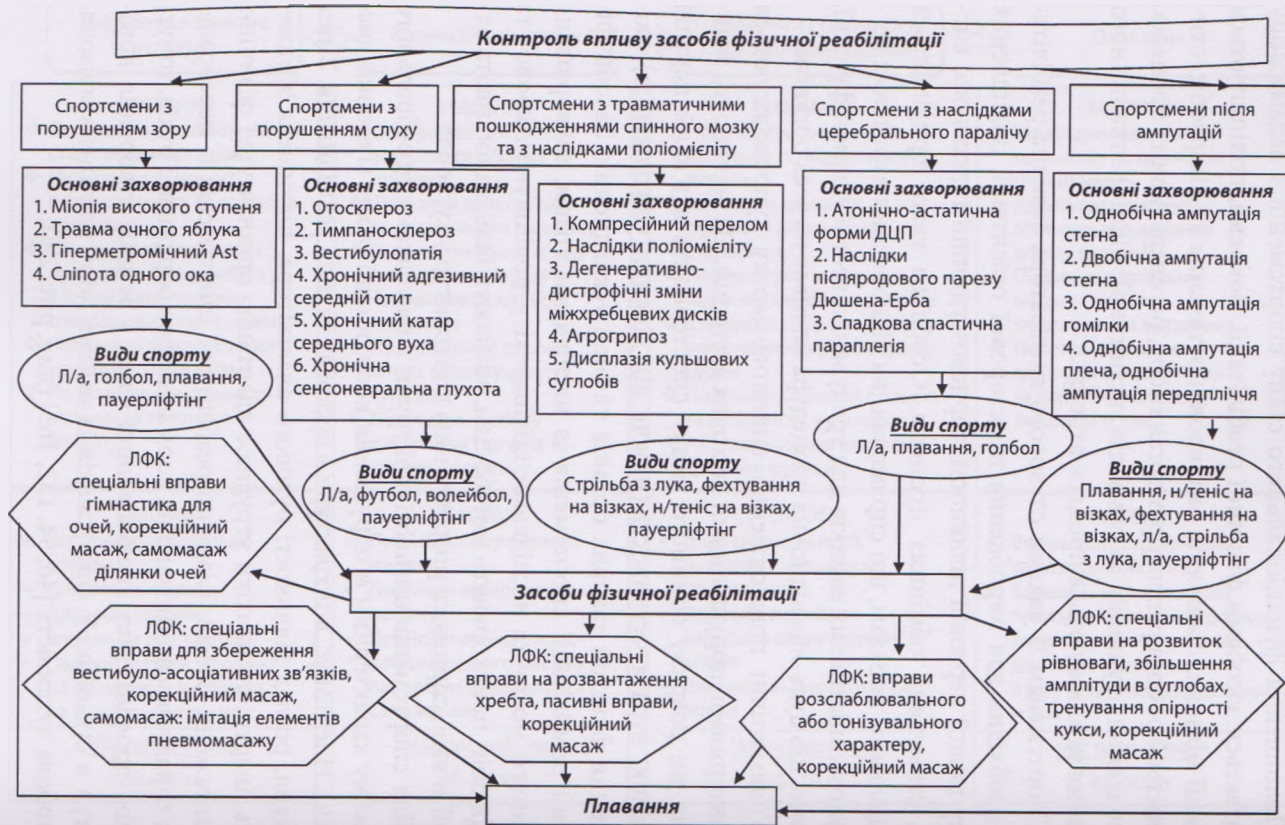 Контроль впливу засобів фізичної реабілітації
Спортсмени з
порушенням зору
Спортсмени з
порушенням слуху
Спортсмени з травматичними
пошкодженнями спинного мозку
та з наслідками поліомієліту
Спортсмени з наслідками
церебрального паралічу
Спортсмени після
ампутацій
Основні захворювання
1. Міопія високого ступеня
2. Травма очного яблука
3. Гіперметромічний Ast
4. Сліпота одного ока
Основні захворювання
1. Отосклероз
2. Тимпаносклероз
3. Вестибулопатія
4. Хронічний адгезивний
середній отит
5. Хронічний катар
середнього вуха
6. Хронічна
сенсоневральна глухота
Основні захворювання
1. Компресійний перелом
2. Наслідки поліомієліту
3. Дегенеративно-
дистрофічні зміни
міжхребцевих дисків
4. Агрогрипоз
5. Дисплазія кульшових
суглобів
Основні захворювання
1. Атонічно-астатична
форми ДЦП
2. Наслідки
післяродового парезу
Дюшена-Ерба
3. Спадкова спастична
параплегія
Основні захворювання
1. Однобічна ампутація
стегна
2. Двобічна ампутація
стегна
3. Однобічна ампутація
гомілки
4. Однобічна ампутація
плеча, однобічна
ампутація передпліччя
Види спорту
Л/а, голбол, плавання,
пауерліфтінг
Види спорту
Л/а, футбол, волейбол,
пауерліфтінг
Види спорту
Стрільба з лука, фехтування
на візках, н/теніс на візках,
пауерліфтінг
Види спорту
Л/а, плавання, голбол
Види спорту
Плавання, н/теніс на
візках, фехтування на
візках, л/а, стрільба
з лука, пауерліфтінг
Засоби фізичної реабілітації
ЛФК:
спеціальні вправи
гімнастика для
очей, корекційний
масаж, самомасаж
ділянки очей
ЛФК: спеціальні
вправи для збереження
вестибуло-асоціативних зв’язків,
корекційний масаж,
самомасаж: імітація елементів
пневмомасажу
ЛФК: спеціальні
вправи на розвантаження
хребта, пасивні вправи,
корекційний
масаж
ЛФК: вправи
розслаблювального
або тонізувального
характеру,
корекційний масаж
ЛФК: спеціальні
вправи на розвиток
рівноваги, збільшення
амплітуди в суглобах,
тренування опірності
кукси, корекційний
масаж
Плавання